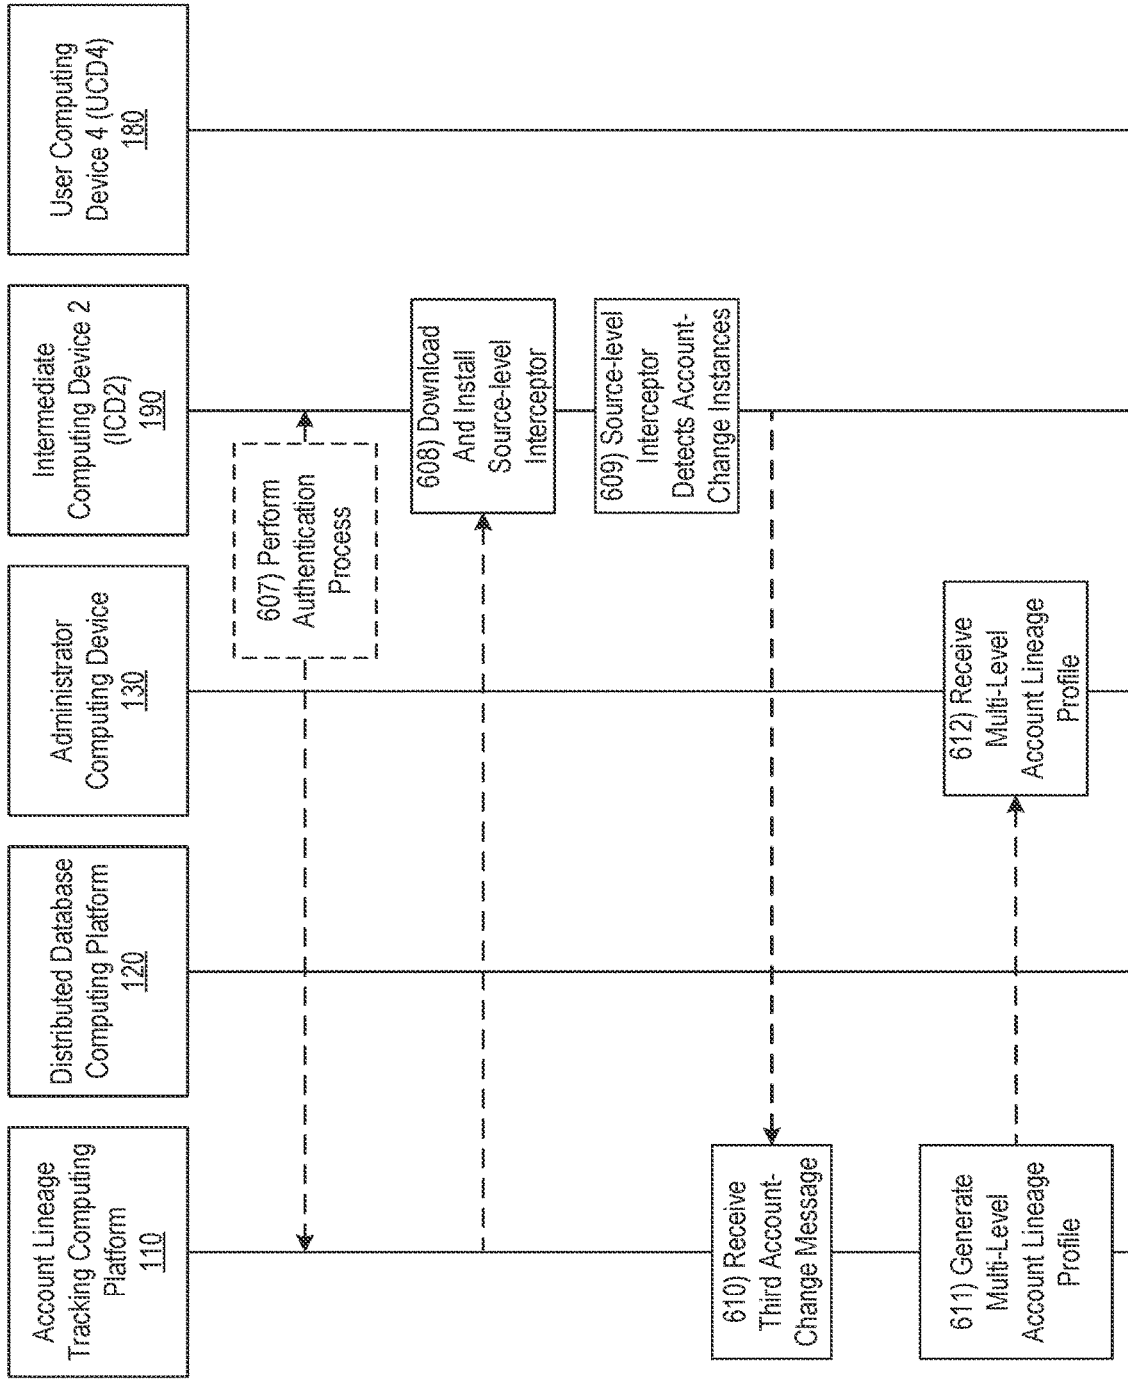 Account Lineage
Tracking Computing
Platform
110
Distributed Database
Computing Platform
120
Administrator
Computing Device
130
Intermediate
Computing Device 2
(ICD2)
190
User Computing
Device 4 (UCD4)
180
607) Perform
Authentication
Process
608) Download
And Install
Source-level
Interceptor
609) Source-level
Interceptor
Detects Account-
Change Instances
610) Receive
Third Account-
Change Message
611) Generate
Multi-Level
Account Lineage
Profile
612) Receive
Multi-Level
Account Lineage
Profile